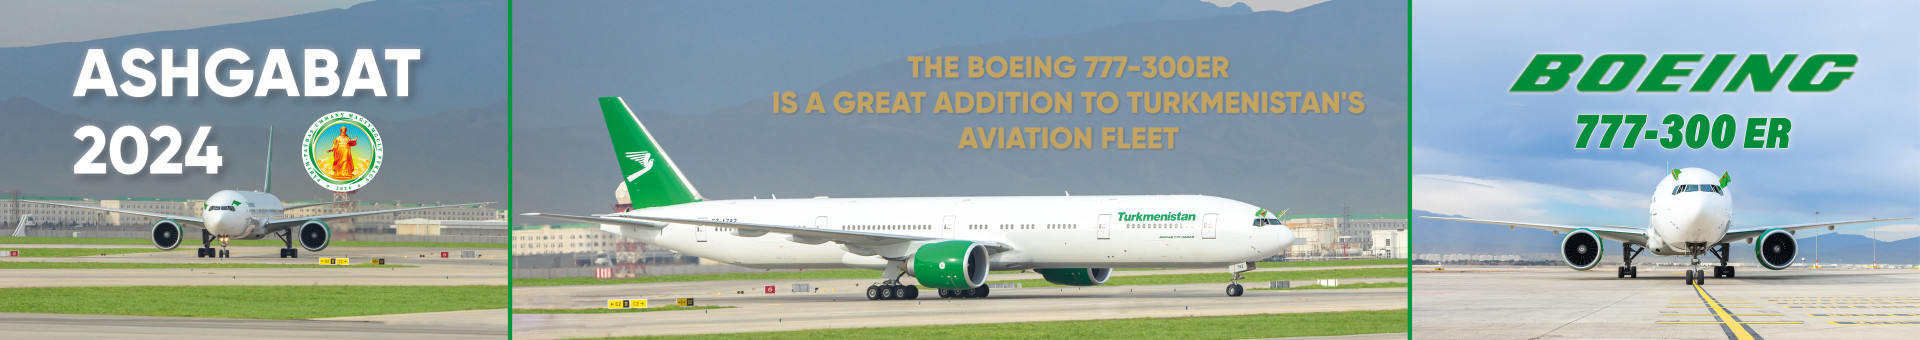 ASHGABAT
2024
THE BOEING 777-300ER
IS A GREAT ADDITION TO TURKMENISTAN'S
AVIATION FLEET
Turkmenistan
BOEING
777-300 ER